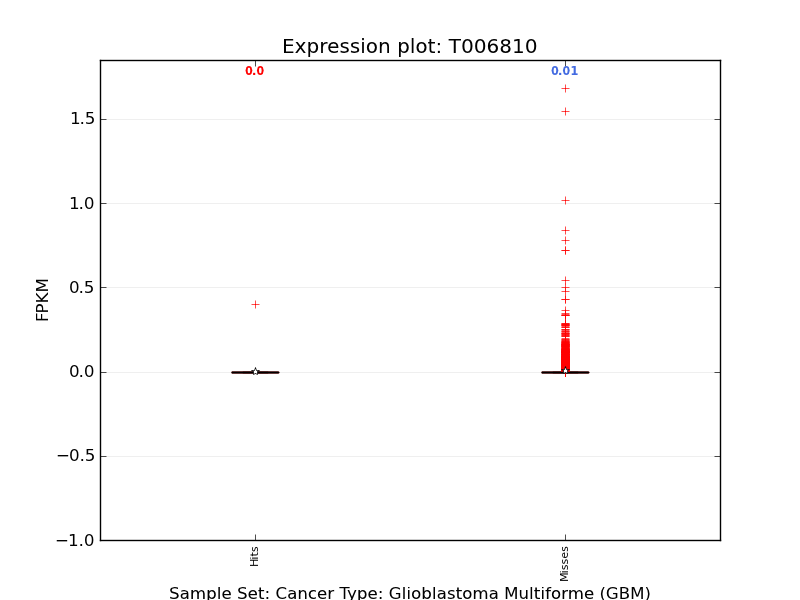 Expression plot: T006810
0.0 0.01
1.5
1.0
0.5
0.0
−0.5
−1.0
FPKM
Hits Misses
Sample Set: Cancer Type: Glioblastoma Multiforme (GBM)